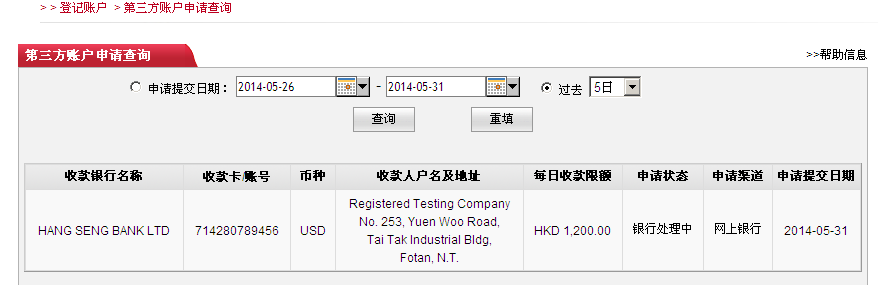 > > 登记账户 > 第三方账户申请查询
第三方账户申请查询
>>帮助信息
申请提交日期： 2014-05-26 - 2014-05-31 过去 5日
查询 重填
收款银行名称 收款卡/账号 币种 收款人户名及地址 每日收款限额 申请状态 申请渠道 申请提交日期
HANG SENG BANK LTD 714280789456 USD Registered Testing Company
No. 253, Yuen Woo Road,
Tai Tak Industrial Bldg,
Fotan, N.T.
HKD 1,200.00 银行处理中 网上银行 2014-05-31